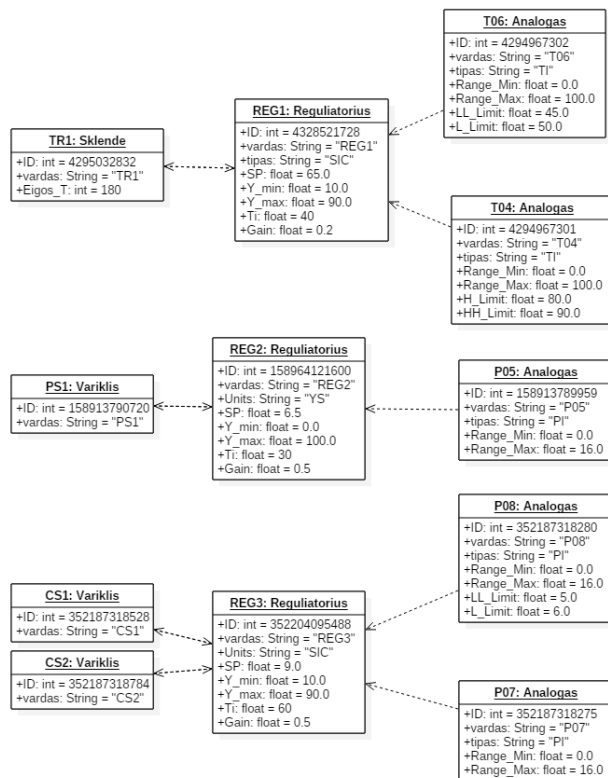 T06: Analogas
+ID: int = 4294967302
+vardas: String = "T06"
+tipas: String = "TI"
+Range_Min: float = 0.0
+Range_Max: float = 100.0
+LL_Limit: float = 45.0
+L_Limit: float = 50.0
REG1: Reguliatorius
+ID: int = 4328521728
+vardas: String = "REG1"
+tipas: String = "SIC"
+SP: float = 65.0
+Y_min: float = 10.0
+Y_max: float = 90.0
+Ti: float = 40
+Gain: float = 0.2
TR1: Sklende
+ID: int = 4295032832
+vardas: String = "TR1"
+Eigos_T: int = 180
T04: Analogas
+ID: int = 4294967301
+vardas: String = "T04"
+tipas: String = "TI"
+Range_Min: float = 0.0
+Range_Max: float = 100.0
+H_Limit: float = 80.0
+HH_Limit: float = 90.0
REG2: Reguliatorius
+ID: int = 158964121600
+vardas: String = "REG2"
+Units: String = "YS"
+SP: float = 6.5
+Y_min: float = 0.0
+Y_max: float = 100.0
+Ti: float = 30
+Gain: float = 0.5
PS1: Variklis
+ID: int = 158913790720
+vardas: String = "PS1"
P05: Analogas
+ID: int = 158913789959
+vardas: String = "P05"
+tipas: String = "PI"
+Range_Min: float = 0.0
+Range_Max: float = 16.0
P08: Analogas
+ID: int = 352187318280
+vardas: String = "P08"
+tipas: String = "PI"
+Range_Min: float = 0.0
+Range_Max: float = 16.0
+LL_Limit: float = 5.0
+L_Limit: float = 6.0
CS1: Variklis
+ID: int = 352187318528
+vardas: String = "CS1"
REG3: Reguliatorius
+ID: int = 352204095488
+vardas: String = "REG3"
+Units: String = "SIC"
+SP: float = 9.0
+Y_min: float = 10.0
+Y_max: float = 90.0
+Ti: float = 60
+Gain: float = 0.5
CS2: Variklis
+ID: int = 352187318784
+vardas: String = "CS2"
P07: Analogas
+ID: int = 352187318275
+vardas: String = "P07"
+tipas: String = "PI"
+Range_Min: float = 0.0
+Range_Max: float = 16.0